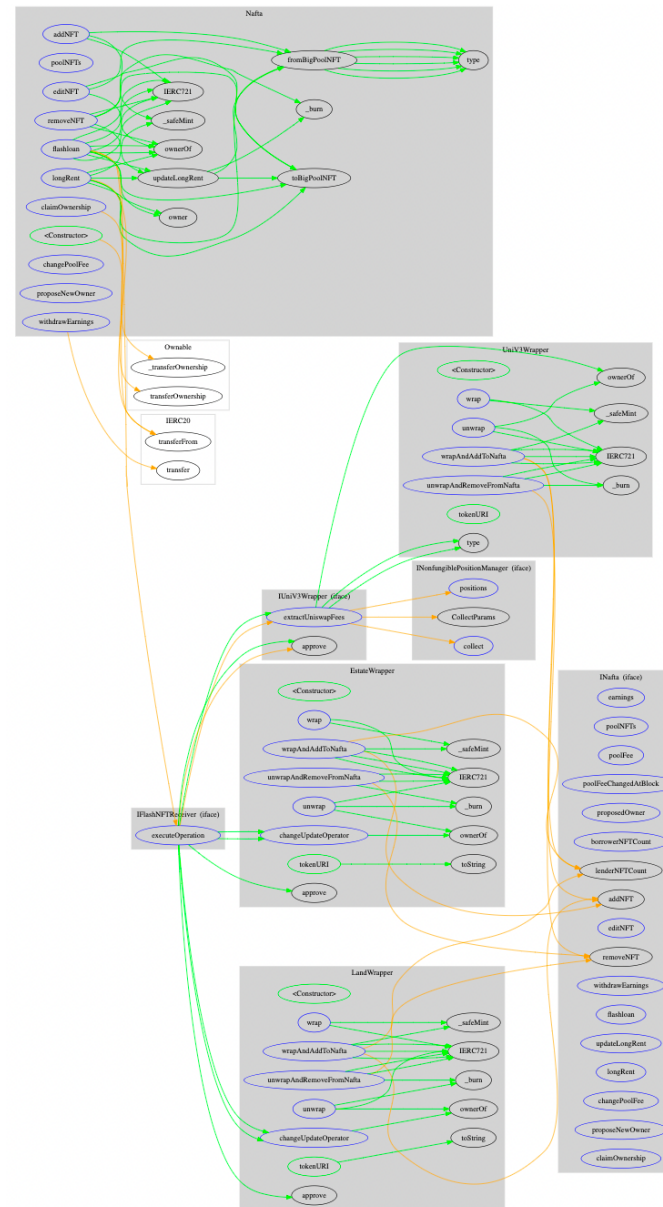 Nafta
addNFT
poolNFTs
editNFT
removeNFT
flashloan
longRent
claimOwnership
<Constructor>
changePoolFee
proposeNewOwner
withdrawEarnings
IERC721
_safeMint
ownerOf
updateLongRent
owner
fromBigPoolNFT
_burn
toBigPoolNFT
type
Ownable
_transferOwnership
transferOwnership
IERC20
transferFrom
transfer
UniV3Wrapper
<Constructor>
wrap
unwrap
wrapAndAddToNafta
unwrapAndRemoveFromNafta
tokenURI
type
ownerOf
_safeMint
IERC721
_burn
IUniV3Wrapper (iface)
extractUniswapFees
approve
INonfungiblePositionManager (iface)
positions
CollectParams
collect
EstateWrapper
<Constructor>
wrap
wrapAndAddToNafta
unwrapAndRemoveFromNafta
unwrap
changeUpdateOperator
tokenURI
approve
_safeMint
IERC721
_burn
ownerOf
toString
IFlashNFTReceiver (iface)
executeOperation
INafta (iface)
earnings
poolNFTs
poolFee
poolFeeChangedAtBlock
proposedOwner
borrowerNFTCount
lenderNFTCount
addNFT
editNFT
removeNFT
withdrawEarnings
flashloan
updateLongRent
longRent
changePoolFee
proposeNewOwner
claimOwnership
LandWrapper
<Constructor>
wrap
wrapAndAddToNafta
unwrapAndRemoveFromNafta
unwrap
changeUpdateOperator
tokenURI
approve
_safeMint
IERC721
_burn
ownerOf
toString